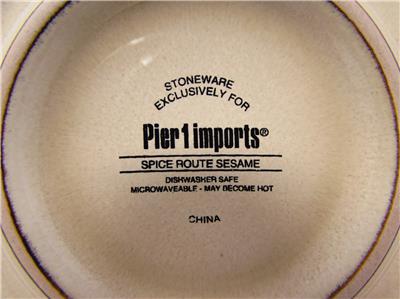 STONEWARE
EXCLUSIVELY FOR
Pier 1 imports®
SPICE ROUTE SESAME
DISHWASHER SAFE
MICROWAVEABLE - MAY BECOME HOT
CHINA